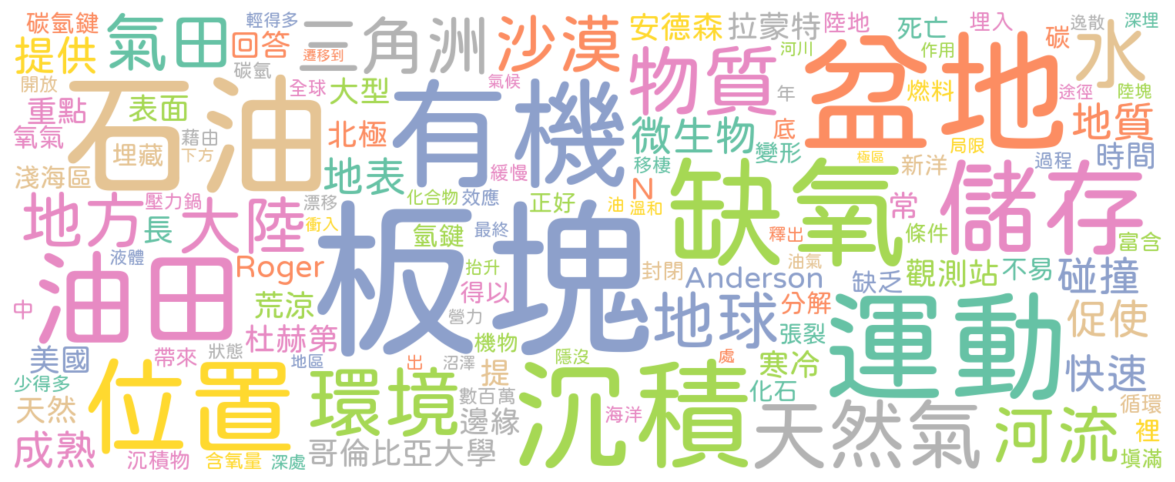 碳氫鍵
輕得多
提供
氣田
遷移到
回答
三角洲
沙漠
安德森
拉蒙特
陸地
死亡
埋入
碳
逸散
深埋
水
河川
作用
開放
碳氫
全球
大型
氣候
物質
年
燃料
途徑
陸塊
盆地
重點
表面
石油
藉由
下方
埋藏
北極
有機
微生物
底
變形
極區
局限
新洋
過程
地質
時間
氧氣
淺海區
地表
移棲
N
缺氧
儲存
壓力鍋
緩慢
化合物
效應
正好
油
溫和
地方
長
大陸
漂移
衝入
板塊
氫鍵
最終
釋出
常
條件
富含
液體
Roger
抬升
封閉
Anderson
油氣
缺乏
觀測站
不易
碰撞
油田
荒涼
得以
地球
分解
運動
中
杜赫第
營力
張裂
促使
美國
帶來
狀態
地區
機物
隱沒
處
寒冷
快速
少得多
位置
環境
出
沼澤
提
沉積
化石
天然
數百萬
邊緣
海洋
天然氣
河流
循環
裡
成熟
沉積物
含氧量
深處
哥倫比亞大學
填滿